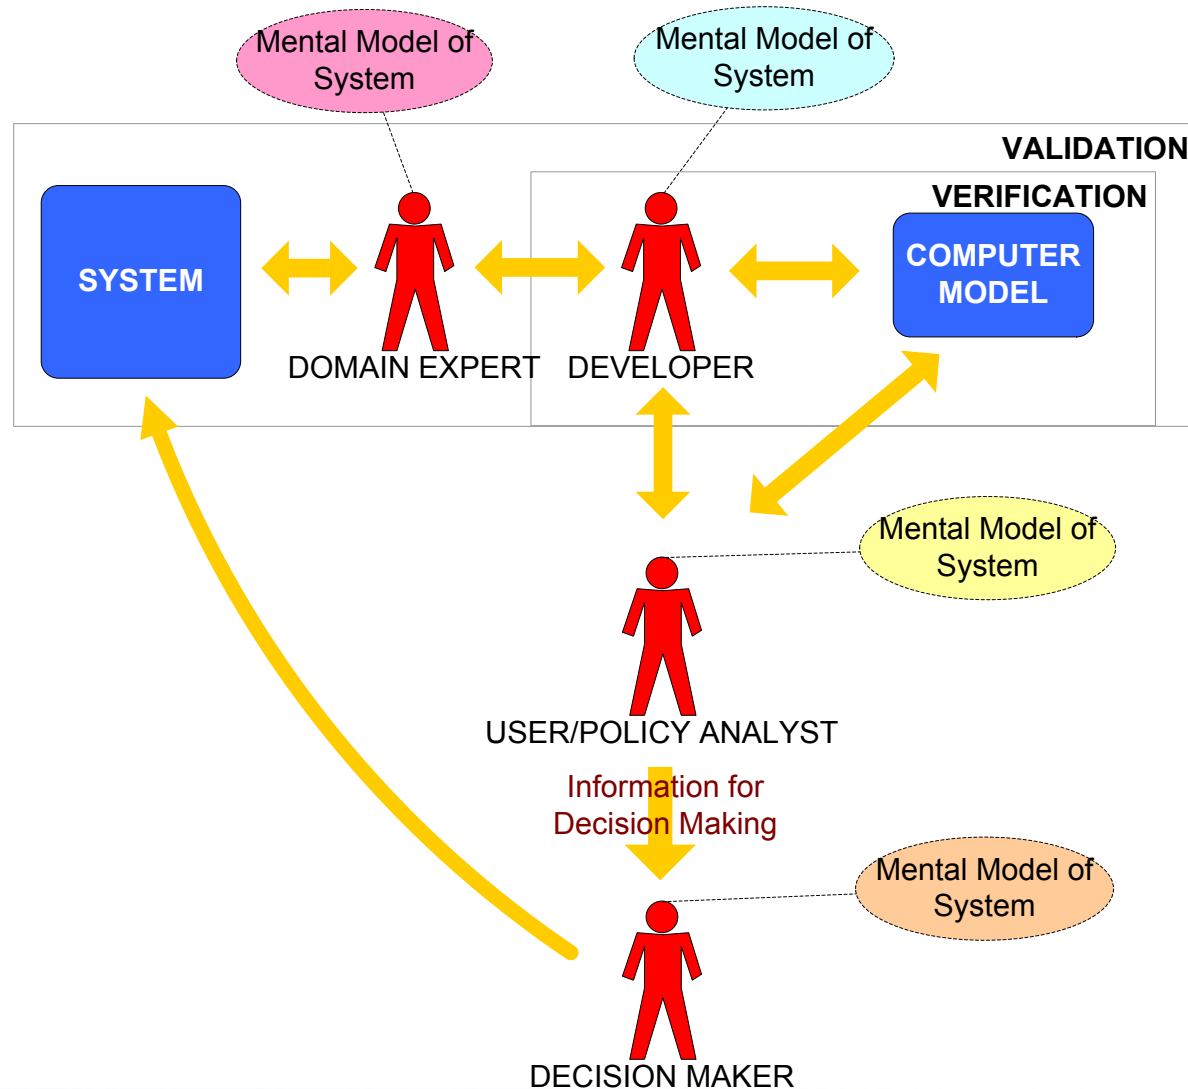 Mental Model of
System
Mental Model of
System
VALIDATION
VERIFICATION
SYSTEM
COMPUTER
MODEL
DOMAIN EXPERT
DEVELOPER
Mental Model of
System
USER/POLICY ANALYST
Information for
Decision Making
Mental Model of
System
DECISION MAKER